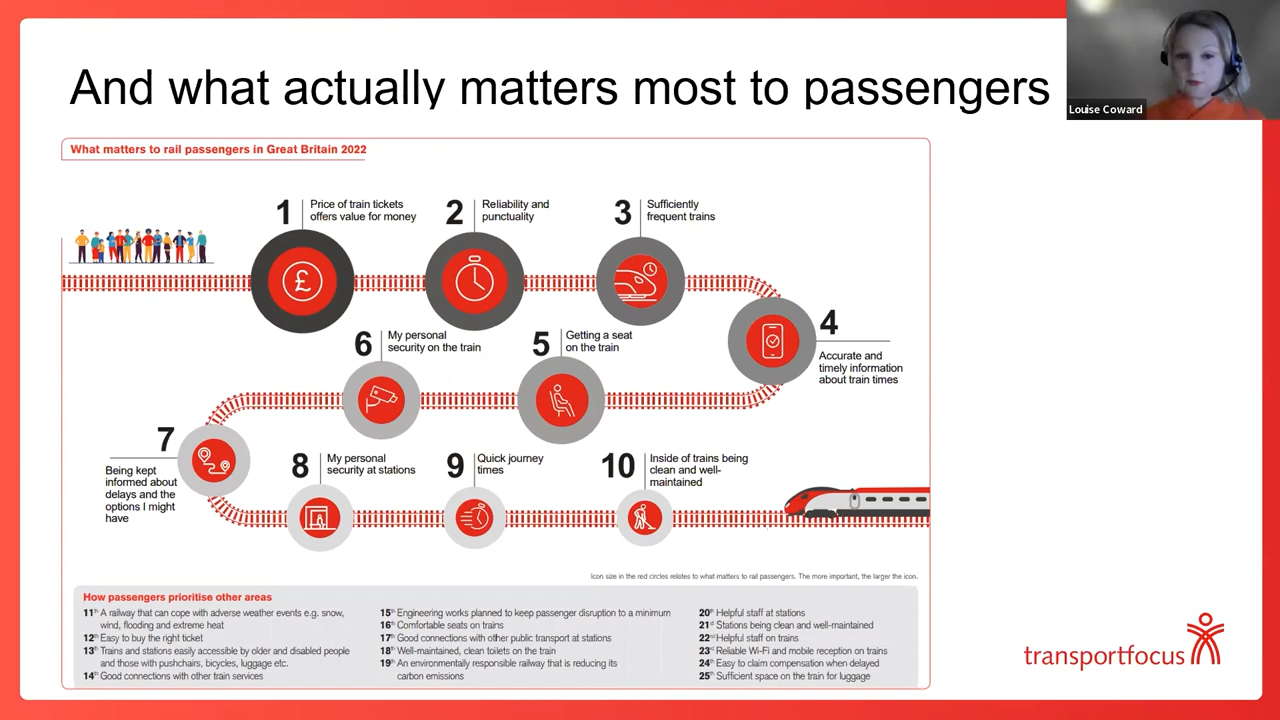 And what actually matters most to passengers
Louise Coward
What matters to rail passengers in Great Britain 2022
1
Price of train tickets
offers value for money
2
Reliability and
punctuality
3
Sufficiently
frequent trains
£
4
Accurate and
timely information
about train times
6
My personal
security on the train
5
Getting a seat
on the train
7
Being kept
informed about
delays and the
options I might
have
8
My personal
security at stations
9
Quick journey
times
10
Inside of trains being
clean and well-
maintained
Icon size in the red circles relates to what matters to rail passengers. The more important, the larger the icon.
How passengers prioritise other areas
11th A railway that can cope with adverse weather events e.g. snow,
wind, flooding and extreme heat
12th Easy to buy the right ticket
13th Trains and stations easily accessible by older and disabled people
and those with pushchairs, bicycles, luggage etc.
14th Good connections with other train services
15th Engineering works planned to keep passenger disruption to a minimum
16th Comfortable seats on trains
17th Good connections with other public transport at stations
18th Well-maintained, clean toilets on the train
19th An environmentally responsible railway that is reducing its
carbon emissions
20th Helpful staff at stations
21st Stations being clean and well-maintained
22nd Helpful staff on trains
23rd Reliable Wi-Fi and mobile reception on trains
24th Easy to claim compensation when delayed
25th Sufficient space on the train for luggage
transportfocus